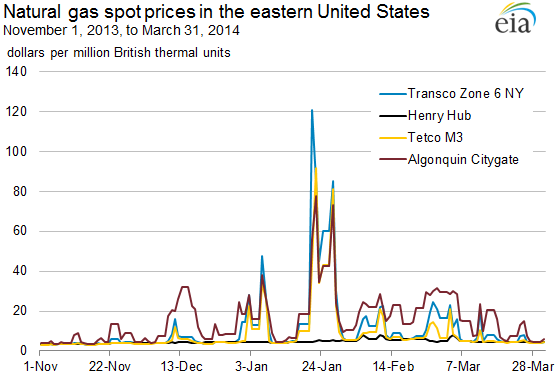 Natural gas spot prices in the eastern United States
November 1, 2013, to March 31, 2014
eia
dollars per million British thermal units
140
120
100
80
60
40
20
0
Transco Zone 6 NY
Henry Hub
Tetco M3
Algonquin Citygate
1-Nov 22-Nov 13-Dec 3-Jan 24-Jan 14-Feb 7-Mar 28-Mar